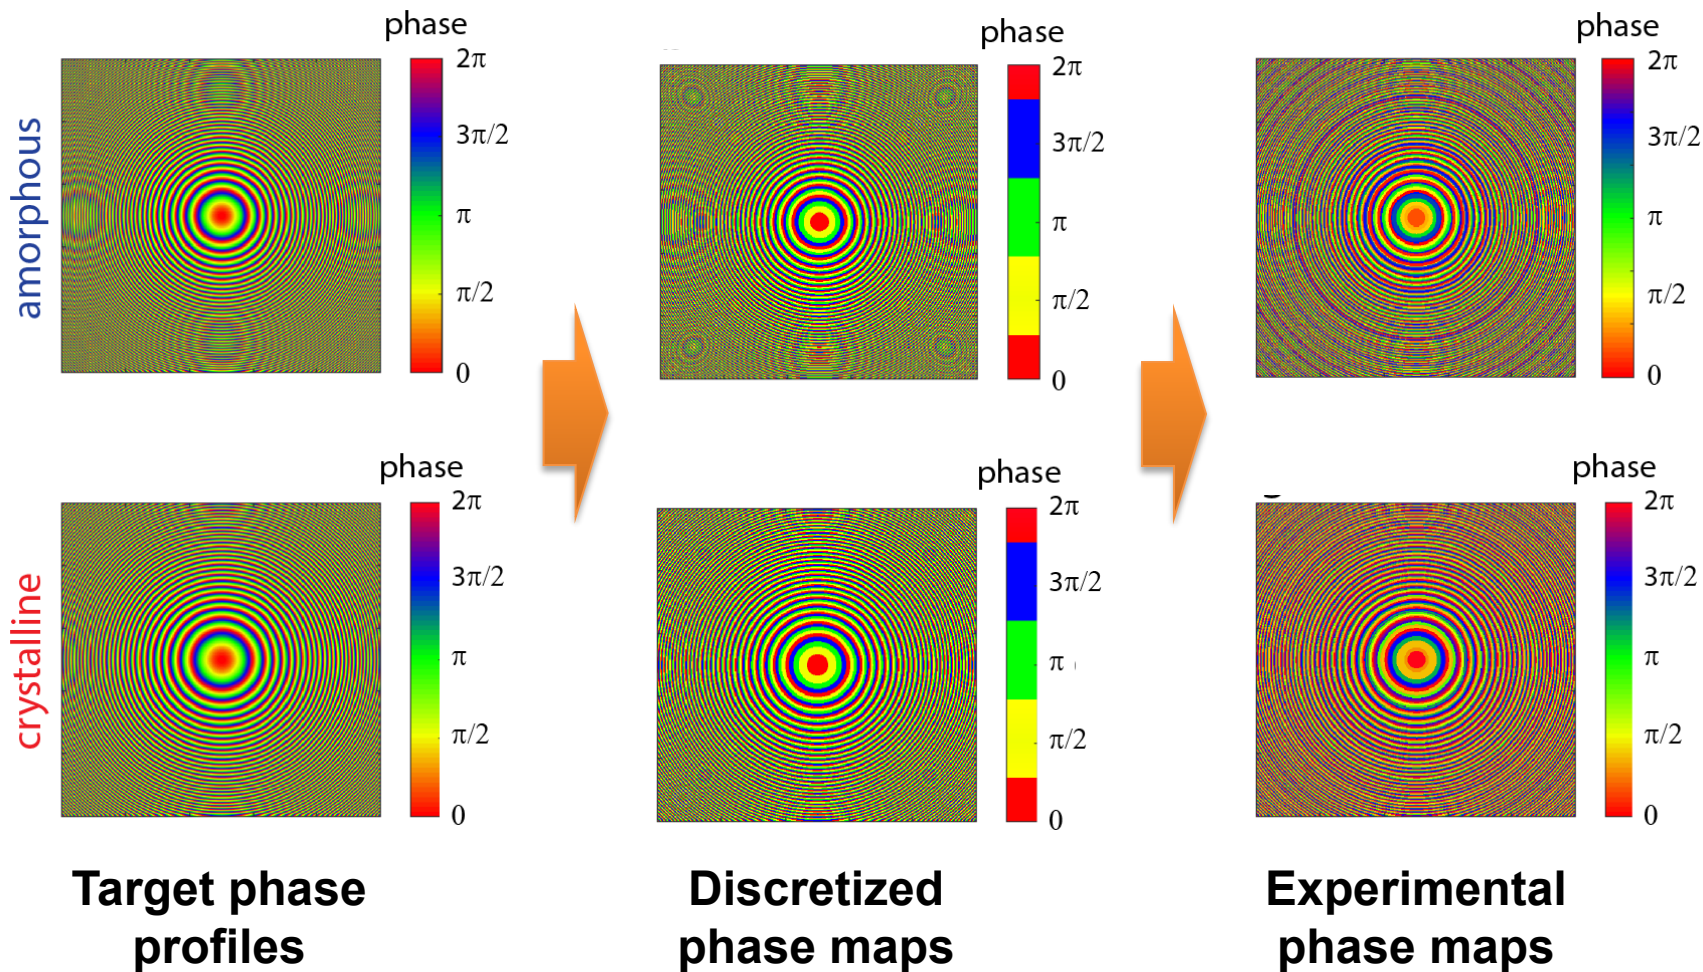 phase
2π
3π/2
π
π/2
0
phase
2π
3π/2
π
π/2
0
phase
2π
3π/2
π
π/2
0
amorphous
phase
2π
3π/2
π
π/2
0
phase
2π
3π/2
π
π/2
0
phase
2π
3π/2
π
π/2
0
crystalline
Target phase
profiles
Discretized
phase maps
Experimental
phase maps